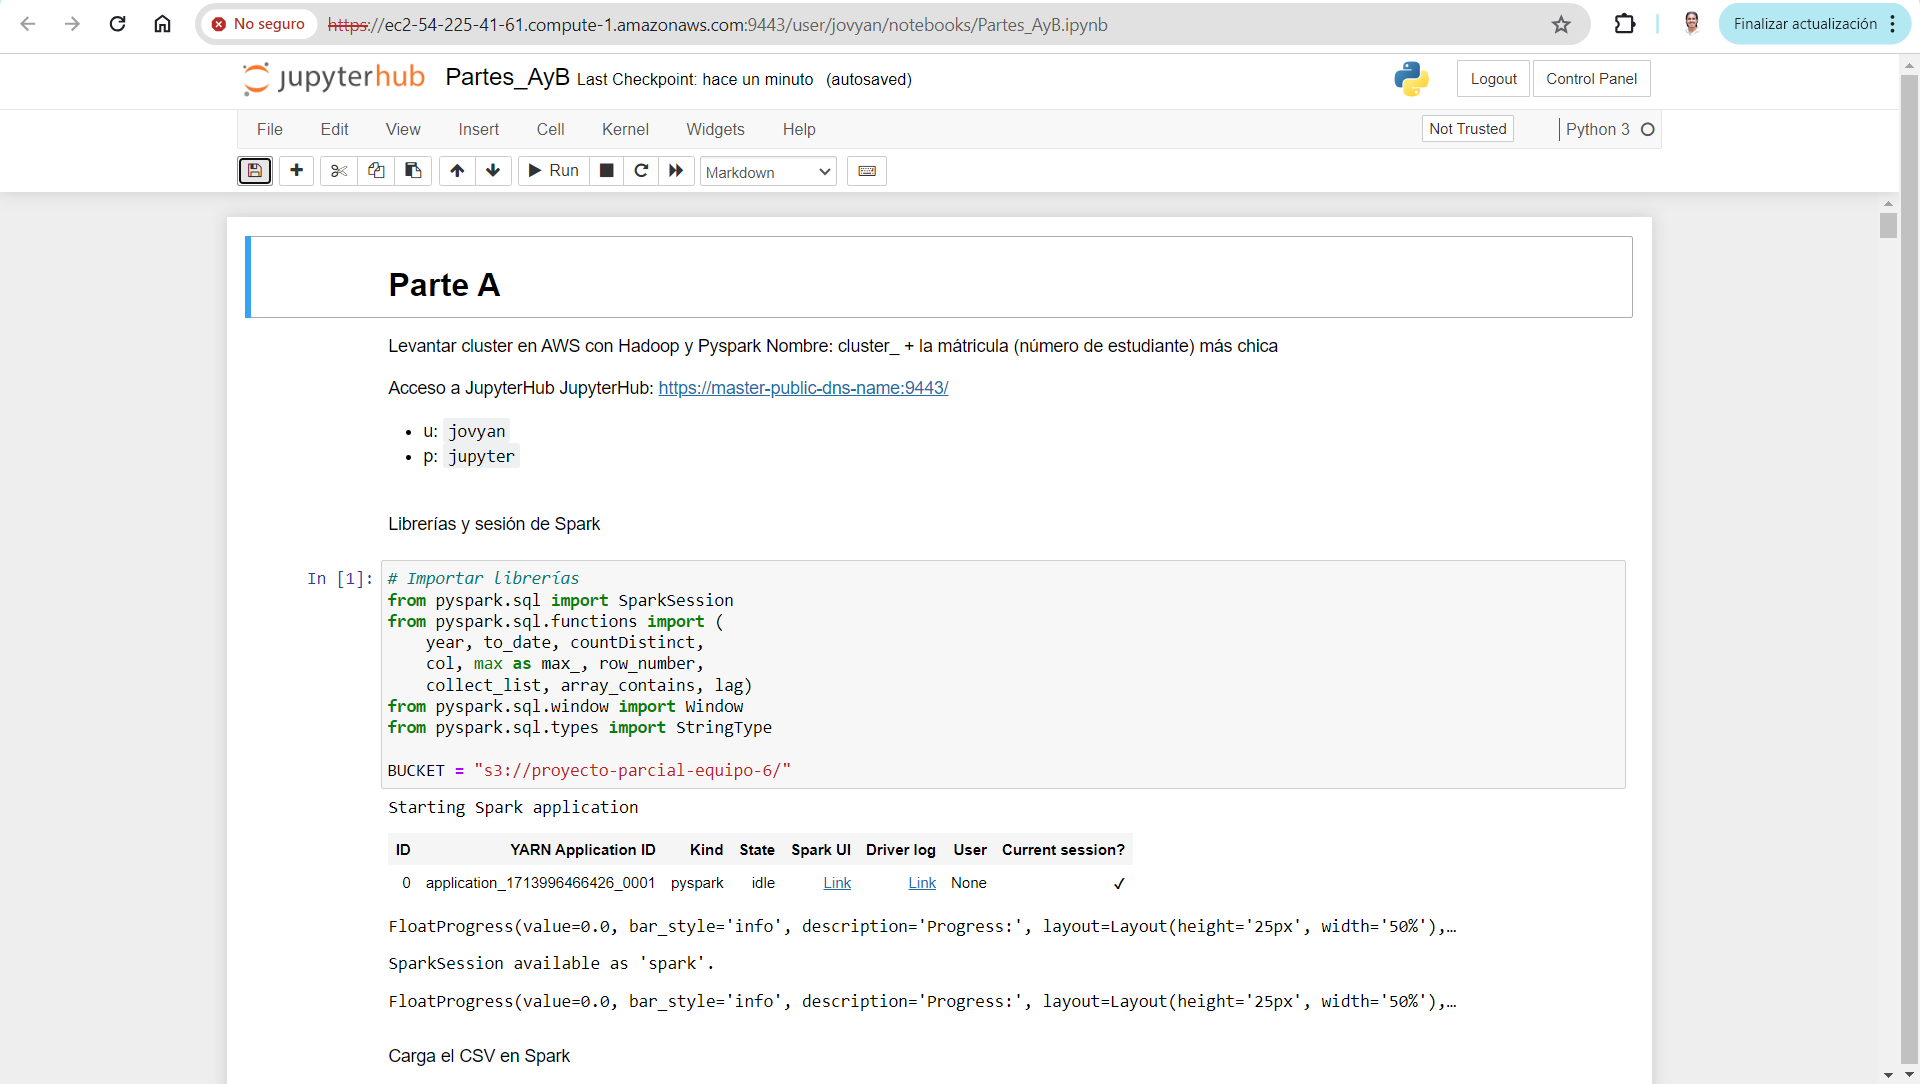 No seguro
https://ec2-54-225-41-61.compute-1.amazonaws.com:9443/user/jovyan/notebooks/Partes_AyB.ipynb
Finalizar actualización
jupyterhub
Partes_AyB Last Checkpoint: hace un minuto (autosaved)
Logout
Control Panel
File Edit View Insert Cell Kernel Widgets Help
Not Trusted
Python 3
Run
Markdown
Parte A
Levantar cluster en AWS con Hadoop y Pyspark Nombre: cluster_ + la mátricula (número de estudiante) más chica
Acceso a JupyterHub JupyterHub: https://master-public-dns-name:9443/
• u: jovyan
• p: jupyter
Librerías y sesión de Spark
In [1]: # Importar librerías
from pyspark.sql import SparkSession
from pyspark.sql.functions import (
    year, to_date, countDistinct,
    col, max as max_, row_number,
    collect_list, array_contains, lag)
from pyspark.sql.window import Window
from pyspark.sql.types import StringType
BUCKET = "s3://proyecto-parcial-equipo-6/"
Starting Spark application
ID YARN Application ID Kind State Spark UI Driver log User Current session?
0 application_1713996466426_0001 pyspark idle Link Link None ✓
FloatProgress(value=0.0, bar_style='info', description='Progress:', layout=Layout(height='25px', width='50%'),…
SparkSession available as 'spark'.
FloatProgress(value=0.0, bar_style='info', description='Progress:', layout=Layout(height='25px', width='50%'),…
Carga el CSV en Spark